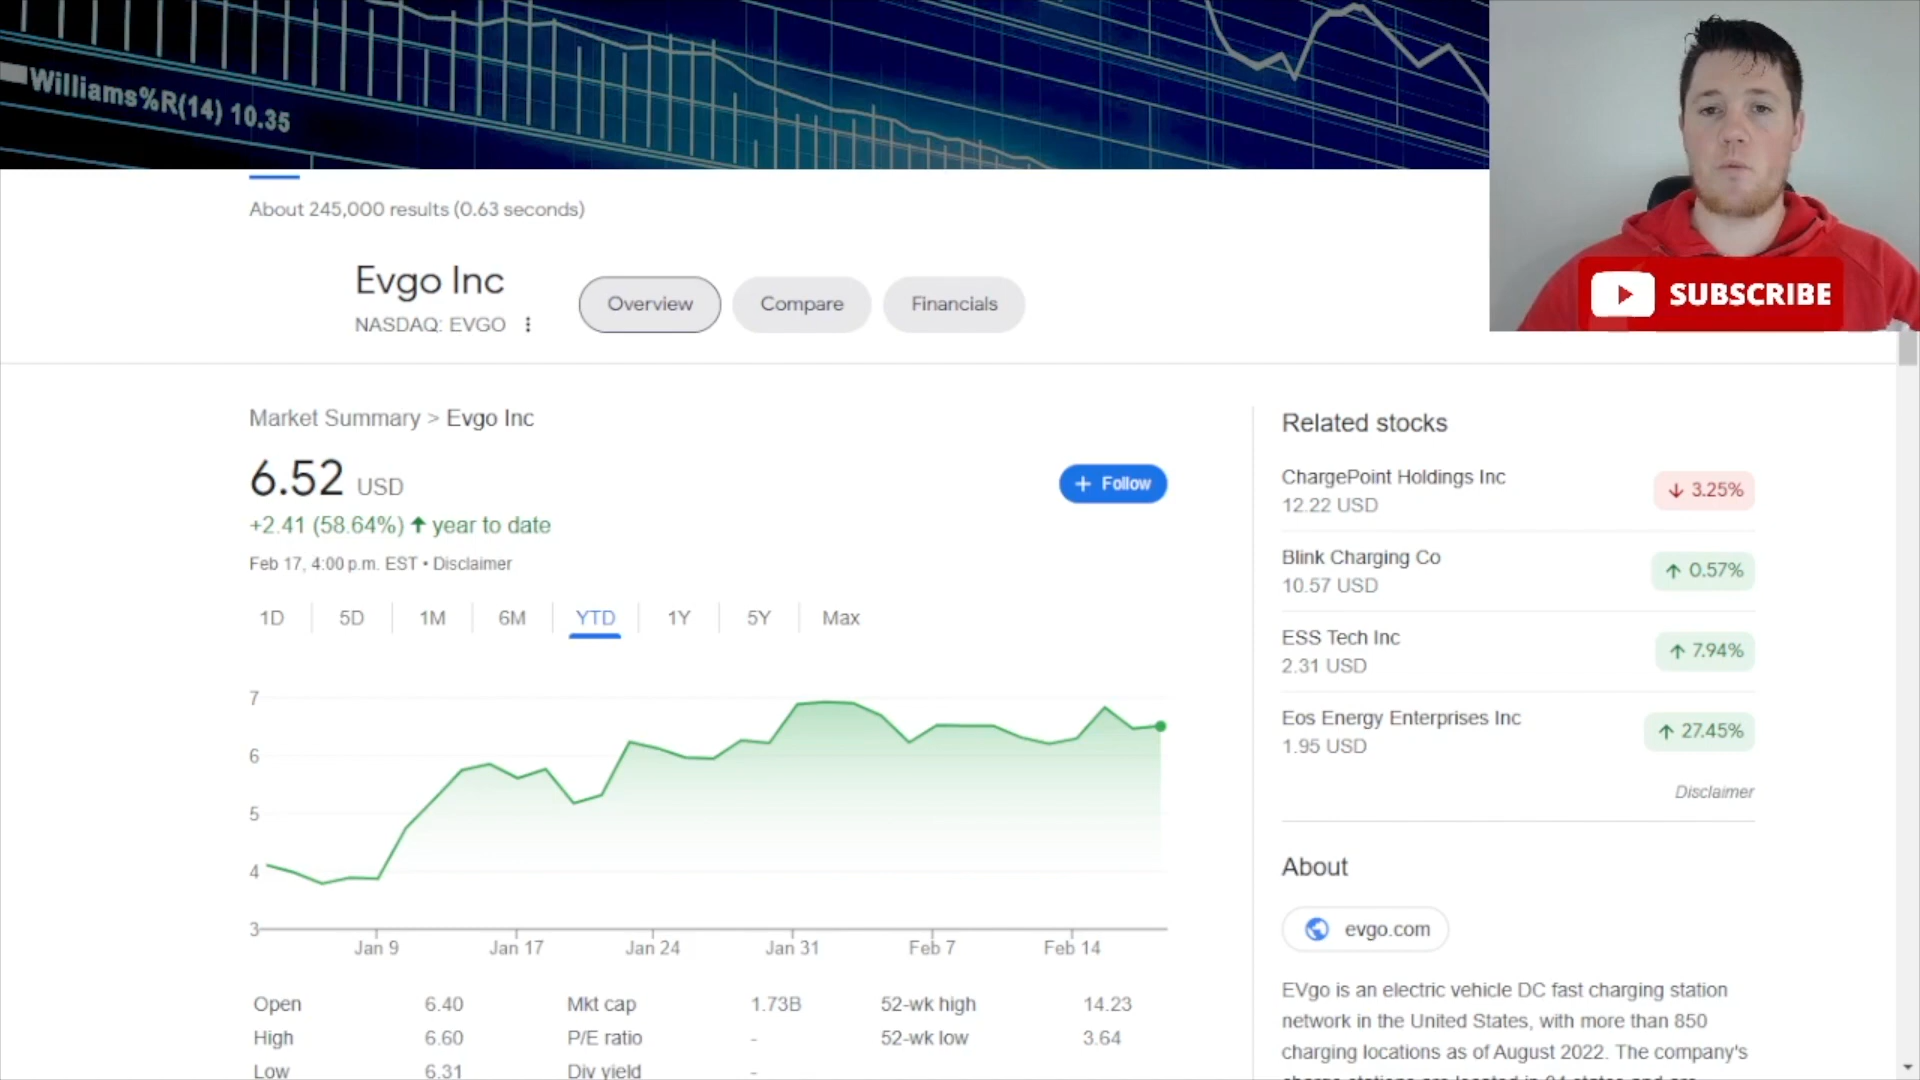 Williams%R(14) 10.35
SUBSCRIBE
About 245,000 results (0.63 seconds)
Evgo Inc
NASDAQ: EVGO
Overview
Compare
Financials
Market Summary > Evgo Inc
6.52 USD
+2.41 (58.64%) ↑ year to date
Feb 17, 4:00 p.m. EST • Disclaimer
+ Follow
1D 5D 1M 6M YTD 1Y 5Y Max
7
6
5
4
3
Jan 9 Jan 17 Jan 24 Jan 31 Feb 7 Feb 14
Open 6.40 Mkt cap 1.73B 52-wk high 14.23
High 6.60 P/E ratio - 52-wk low 3.64
Low 6.31 Div yield -
Related stocks
ChargePoint Holdings Inc
12.22 USD
↓ 3.25%
Blink Charging Co
10.57 USD
↑ 0.57%
ESS Tech Inc
2.31 USD
↑ 7.94%
Eos Energy Enterprises Inc
1.95 USD
↑ 27.45%
Disclaimer
About
evgo.com
EVgo is an electric vehicle DC fast charging station
network in the United States, with more than 850
charging locations as of August 2022. The company's